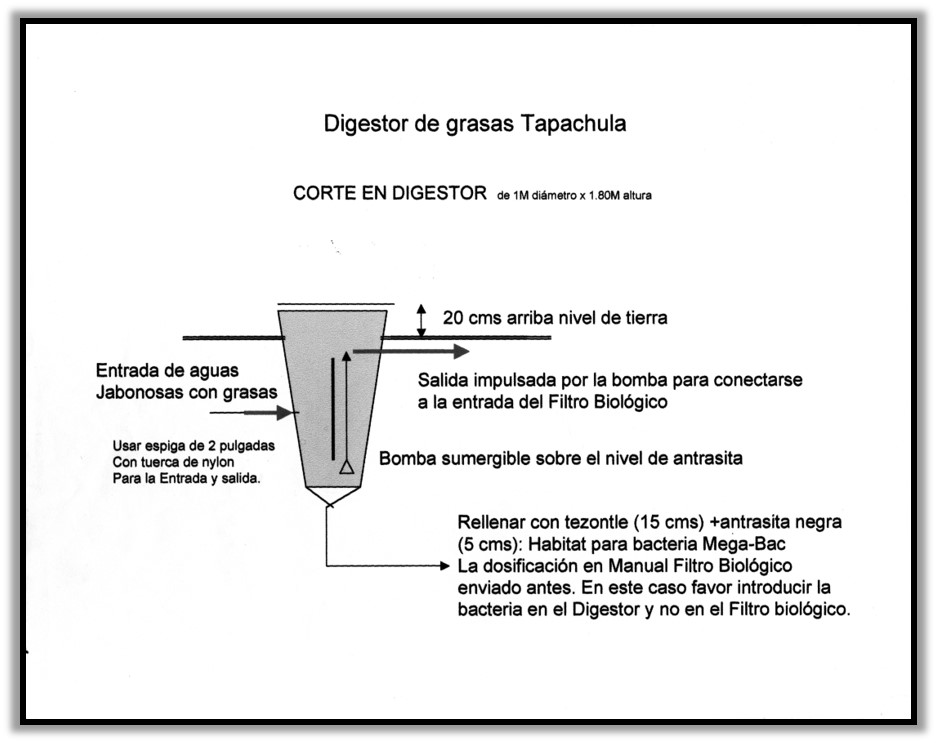 Digestor de grasas Tapachula
CORTE EN DIGESTOR de 1M diámetro x 1.80M altura
20 cms arriba nivel de tierra
Entrada de aguas
Jabonosas con grasas
Salida impulsada por la bomba para conectarse
a la entrada del Filtro Biológico
Usar espiga de 2 pulgadas
Con tuerca de nylon
Para la Entrada y salida.
Bomba sumergible sobre el nivel de antrasita
Rellenar con tezontle (15 cms) +antrasita negra
(5 cms): Habitat para bacteria Mega-Bac
La dosificación en Manual Filtro Biológico
enviado antes. En este caso favor introducir la
bacteria en el Digestor y no en el Filtro biológico.